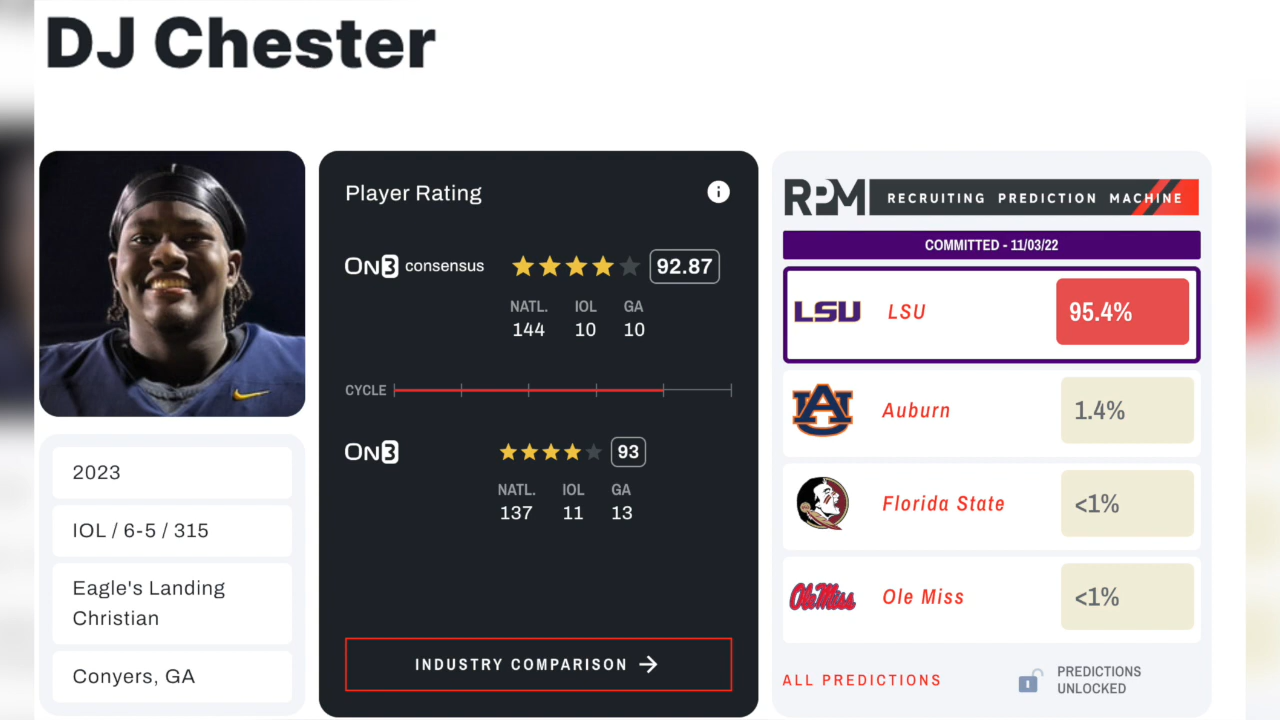 DJ Chester
2023
IOL / 6-5 / 315
Eagle's Landing
Christian
Conyers, GA
Player Rating
ON3 consensus 92.87
NATL. IOL GA
144 10 10
CYCLE
ON3 93
NATL. IOL GA
137 11 13
INDUSTRY COMPARISON
RPM RECRUITING PREDICTION MACHINE
COMMITTED - 11/03/22
LSU LSU 95.4%
AU Auburn 1.4%
Florida State <1%
Ole Miss Ole Miss <1%
ALL PREDICTIONS
PREDICTIONS
UNLOCKED